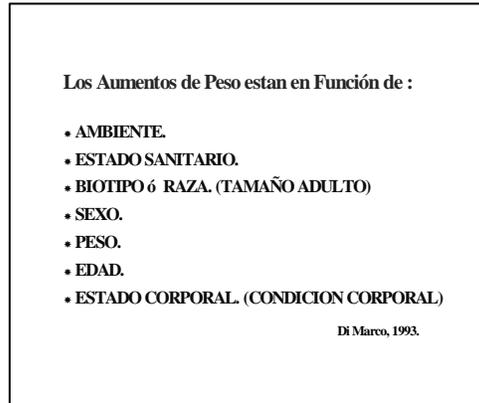 Los Aumentos de Peso estan en Función de :
* AMBIENTE.
* ESTADO SANITARIO.
* BIOTIPO ó RAZA. (TAMAÑO ADULTO)
* SEXO.
* PESO.
* EDAD.
* ESTADO CORPORAL. (CONDICION CORPORAL)
Di Marco, 1993.